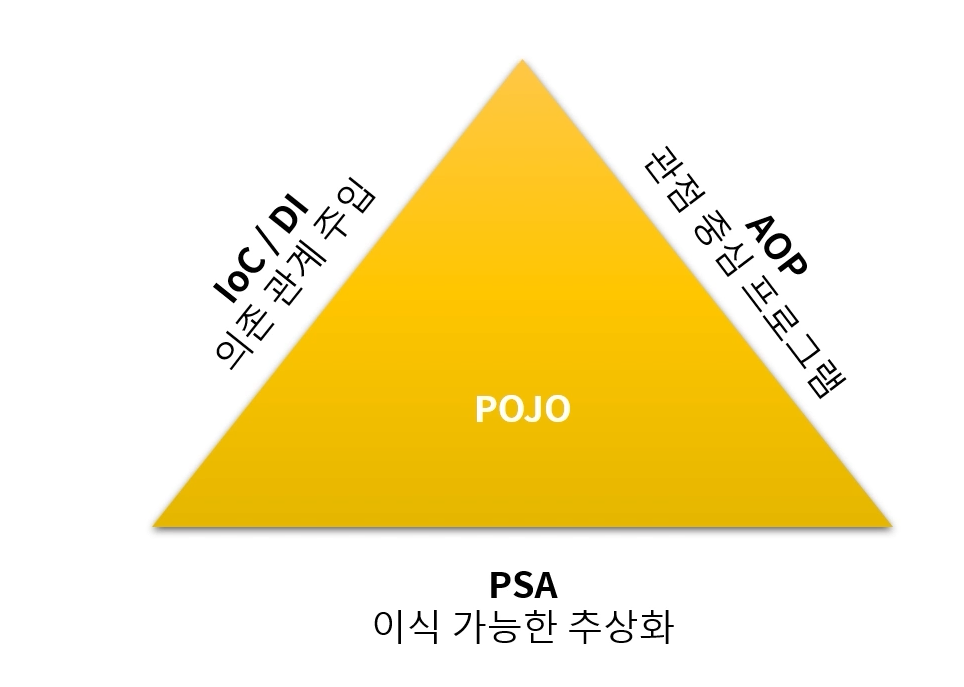 IoC / DI
의존 관계 주입
AOP
관점 중심 프로그램
POJO
PSA
이식 가능한 추상화